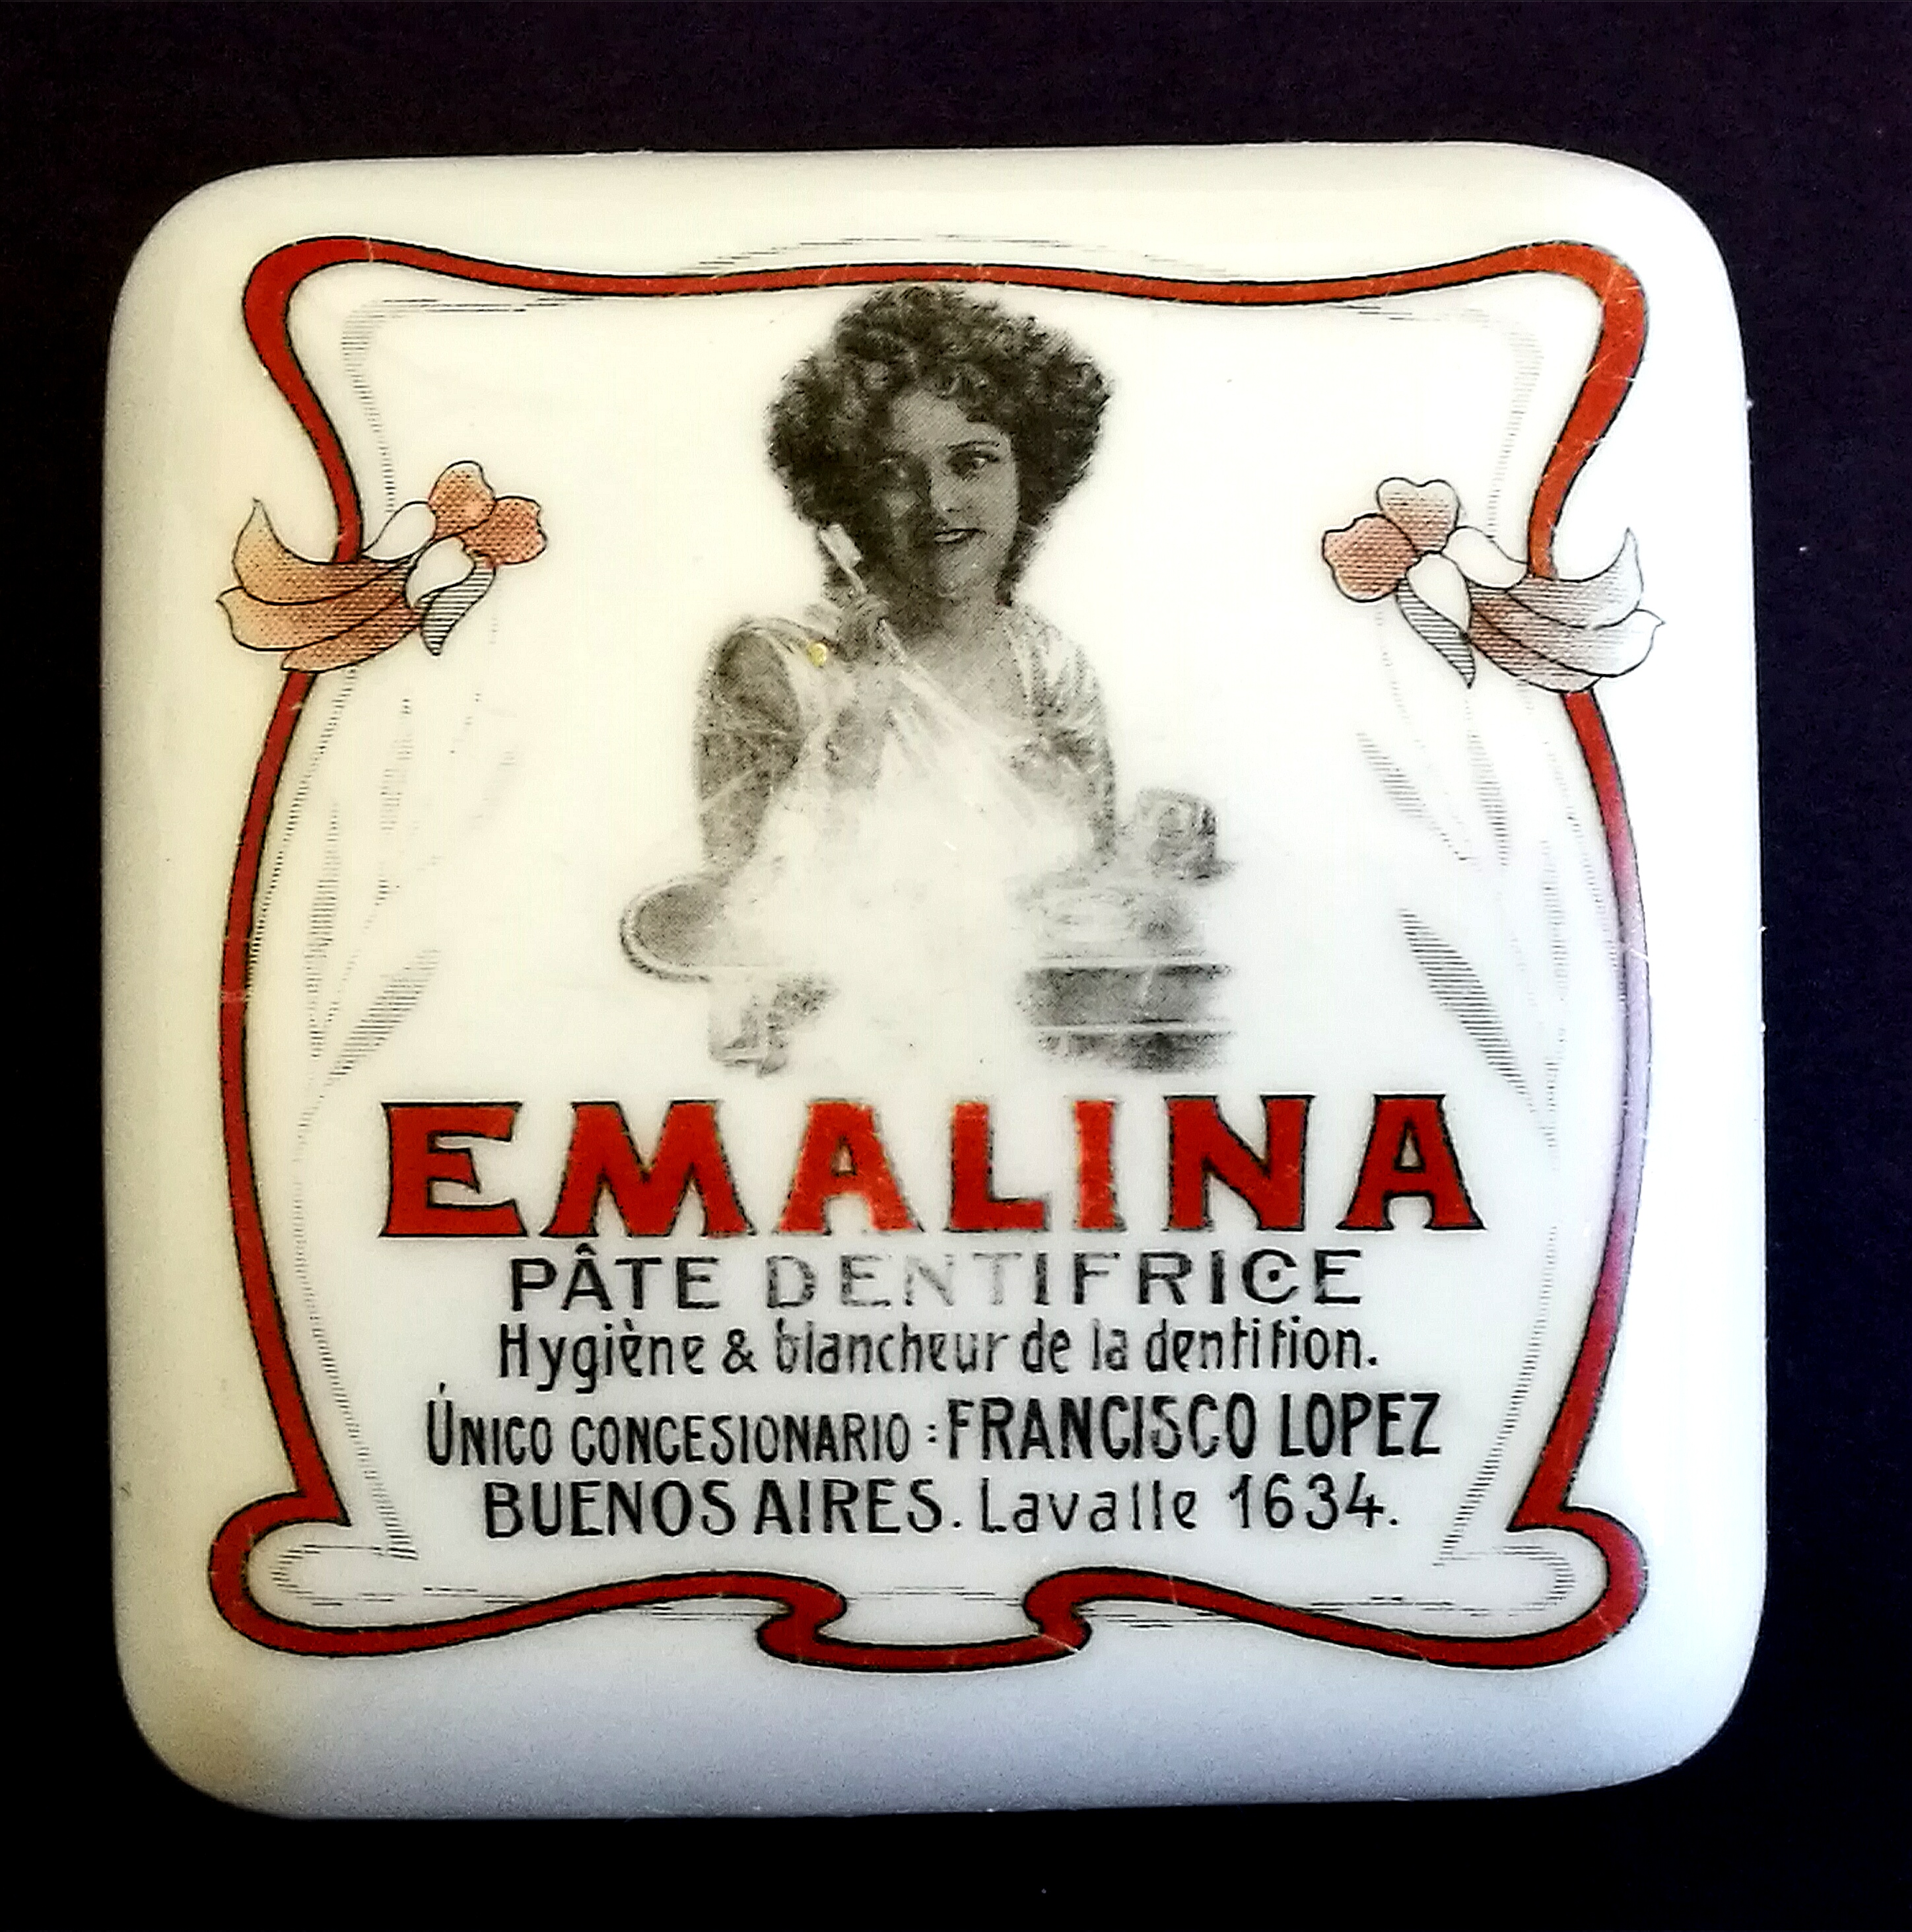 EMALINA
PÂTE DENTIFRICE
Hygiène & blancheur de la dentition.
ÚNICO CONCESIONARIO : FRANCISCO LOPEZ
BUENOS AIRES. Lavalle 1634.